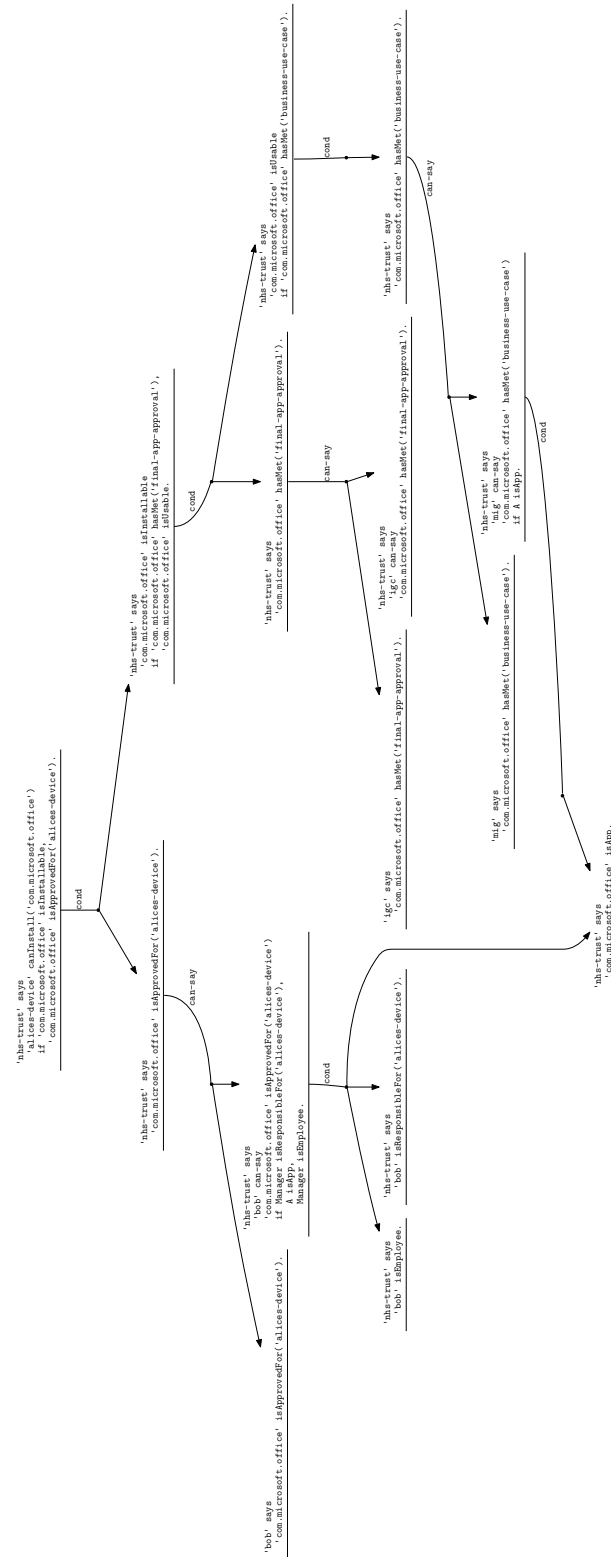 'nhs-trust' says
'alices-device' canInstall('com.microsoft.office')
if 'com.microsoft.office' isInstallable,
'com.microsoft.office' isApprovedFor('alices-device').
cond
'nhs-trust' says
'com.microsoft.office' isApprovedFor('alices-device').
can-say
'nhs-trust' says
'com.microsoft.office' isInstallable
if 'com.microsoft.office' hasMet('final-app-approval'),
'com.microsoft.office' isUsable.
cond
'bob' says
'com.microsoft.office' isApprovedFor('alices-device').
'nhs-trust' says
'bob' can-say
'com.microsoft.office' isApprovedFor('alices-device')
if Manager isResponsibleFor('alices-device'),
A isApp,
Manager isEmployee.
cond
'nhs-trust' says
'com.microsoft.office' hasMet('final-app-approval').
can-say
'nhs-trust' says
'com.microsoft.office' isUsable
if 'com.microsoft.office' hasMet('business-use-case').
cond
'nhs-trust' says
'bob' isEmployee.
'nhs-trust' says
'bob' isResponsibleFor('alices-device').
'igc' says
'com.microsoft.office' hasMet('final-app-approval').
'nhs-trust' says
'igc' can-say
'com.microsoft.office' hasMet('final-app-approval').
'nhs-trust' says
'com.microsoft.office' hasMet('business-use-case').
can-say
'mig' says
'com.microsoft.office' hasMet('business-use-case').
'nhs-trust' says
'mig' can-say
'com.microsoft.office' hasMet('business-use-case')
if A isApp.
cond
'nhs-trust' says
'com.microsoft.office' isApp.